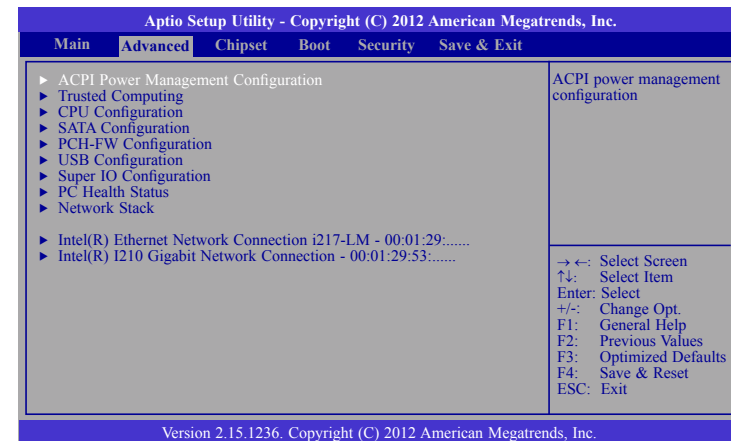 Aptio Setup Utility - Copyright (C) 2012 American Megatrends, Inc.
Main Advanced Chipset Boot Security Save & Exit
► ACPI Power Management Configuration
► Trusted Computing
► CPU Configuration
► SATA Configuration
► PCH-FW Configuration
► USB Configuration
► Super IO Configuration
► PC Health Status
► Network Stack
► Intel(R) Ethernet Network Connection i217-LM - 00:01:29:......
► Intel(R) I210 Gigabit Network Connection - 00:01:29:53:......
ACPI power management
configuration
→ ←: Select Screen
↑↓: Select Item
Enter: Select
+/-: Change Opt.
F1: General Help
F2: Previous Values
F3: Optimized Defaults
F4: Save & Reset
ESC: Exit
Version 2.15.1236. Copyright (C) 2012 American Megatrends, Inc.